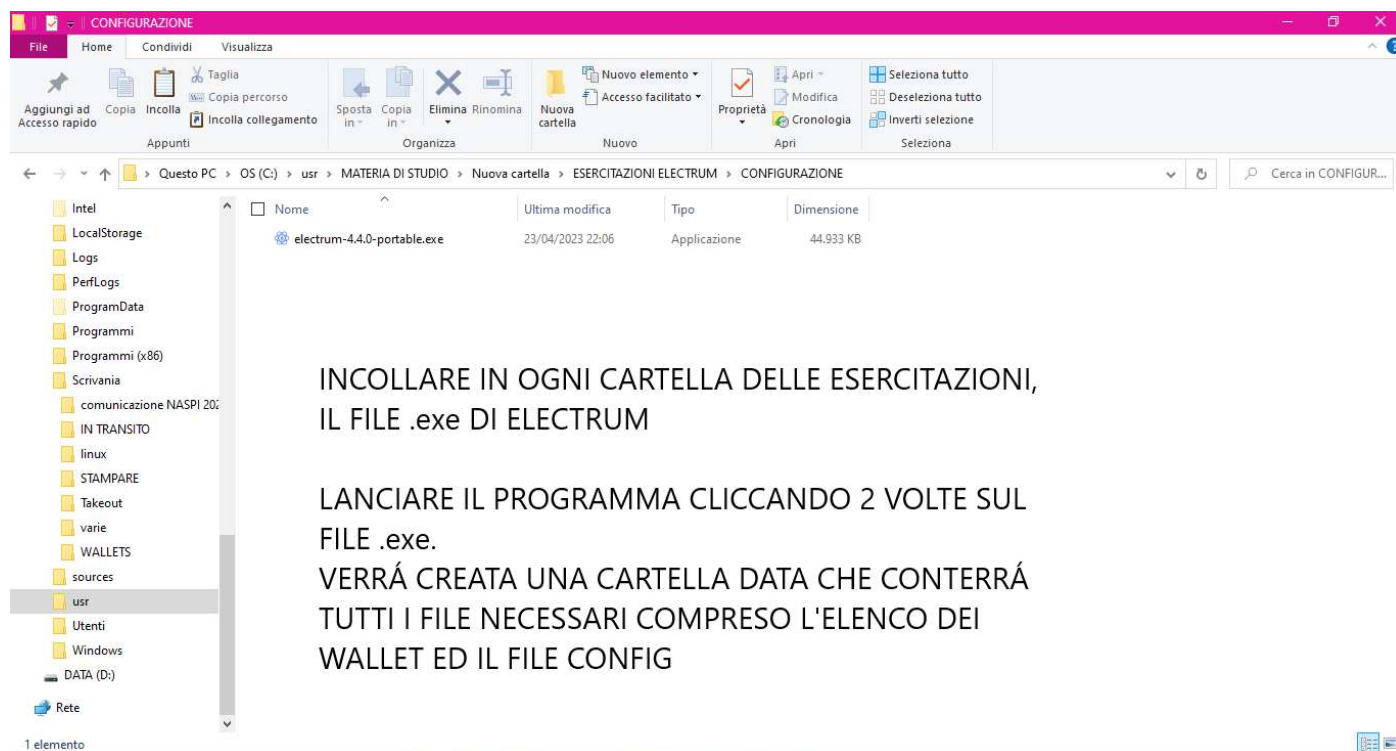 CONFIGURAZIONE
File Home Condividi Visualizza
Aggiungi ad
Accesso rapido
Copia
Incolla
Taglia
Copia percorso
Incolla collegamento
Appunti
Sposta
in
Copia
in
Elimina
Rinomina
Organizza
Nuova
cartella
Nuovo elemento
Accesso facilitato
Nuovo
Proprietà
Apri
Modifica
Cronologia
Apri
Seleziona tutto
Deseleziona tutto
Inverti selezione
Seleziona
Questo PC > OS (C:) > usr > MATERIA DI STUDIO > Nuova cartella > ESERCITAZIONI ELECTRUM > CONFIGURAZIONE
Cerca in CONFIGUR...
Intel
LocalStorage
Logs
PerfLogs
ProgramData
Programmi
Programmi (x86)
Scrivania
comunicazione NASPI 202
IN TRANSITO
linux
STAMPARE
Takeout
varie
WALLETS
sources
usr
Utenti
Windows
DATA (D:)
Rete
1 elemento
Nome Ultima modifica Tipo Dimensione
electrum-4.4.0-portable.exe 23/04/2023 22:06 Applicazione 44.933 KB
INCOLLARE IN OGNI CARTELLA DELLE ESERCITAZIONI,
IL FILE .exe DI ELECTRUM
LANCIARE IL PROGRAMMA CLICCANDO 2 VOLTE SUL
FILE .exe.
VERRÁ CREATA UNA CARTELLA DATA CHE CONTERRÁ
TUTTI I FILE NECESSARI COMPRESO L'ELENCO DEI
WALLET ED IL FILE CONFIG